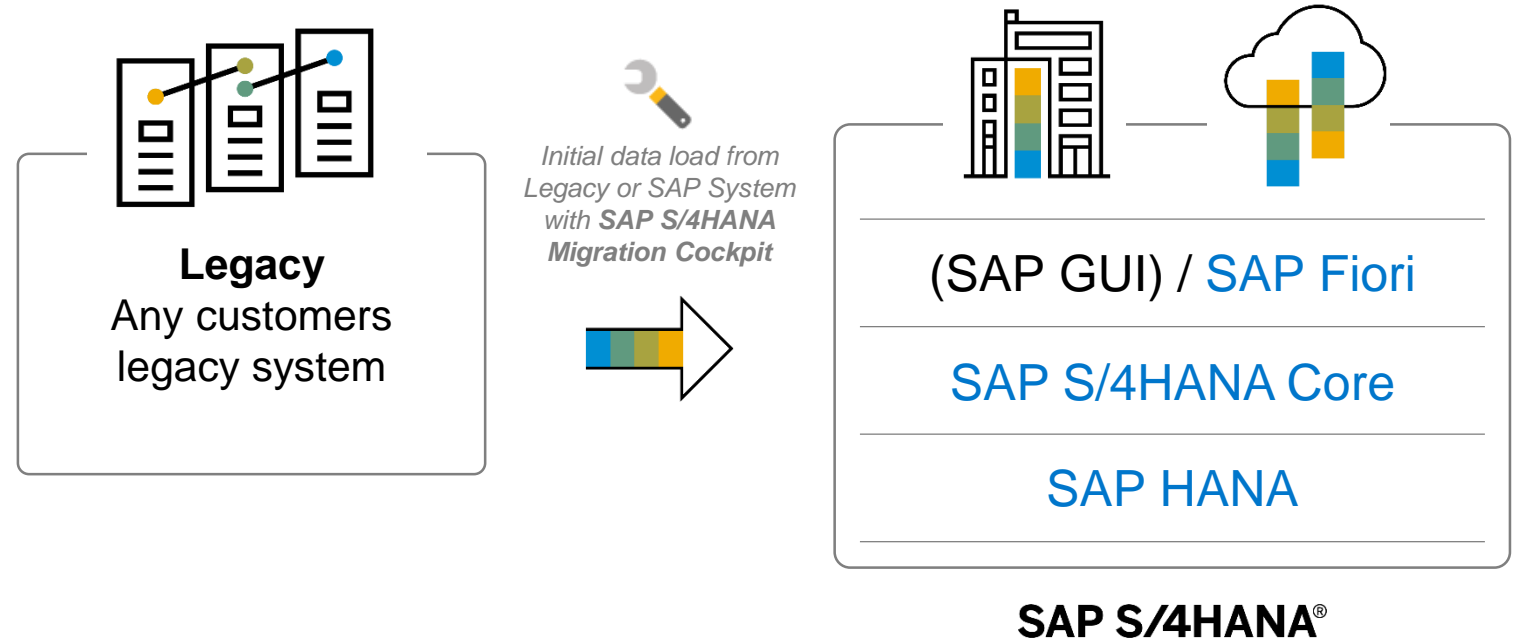 Legacy
Any customers
legacy system
Initial data load from
Legacy or SAP System
with SAP S/4HANA
Migration Cockpit
(SAP GUI) / SAP Fiori
SAP S/4HANA Core
SAP HANA
SAP S/4HANA®